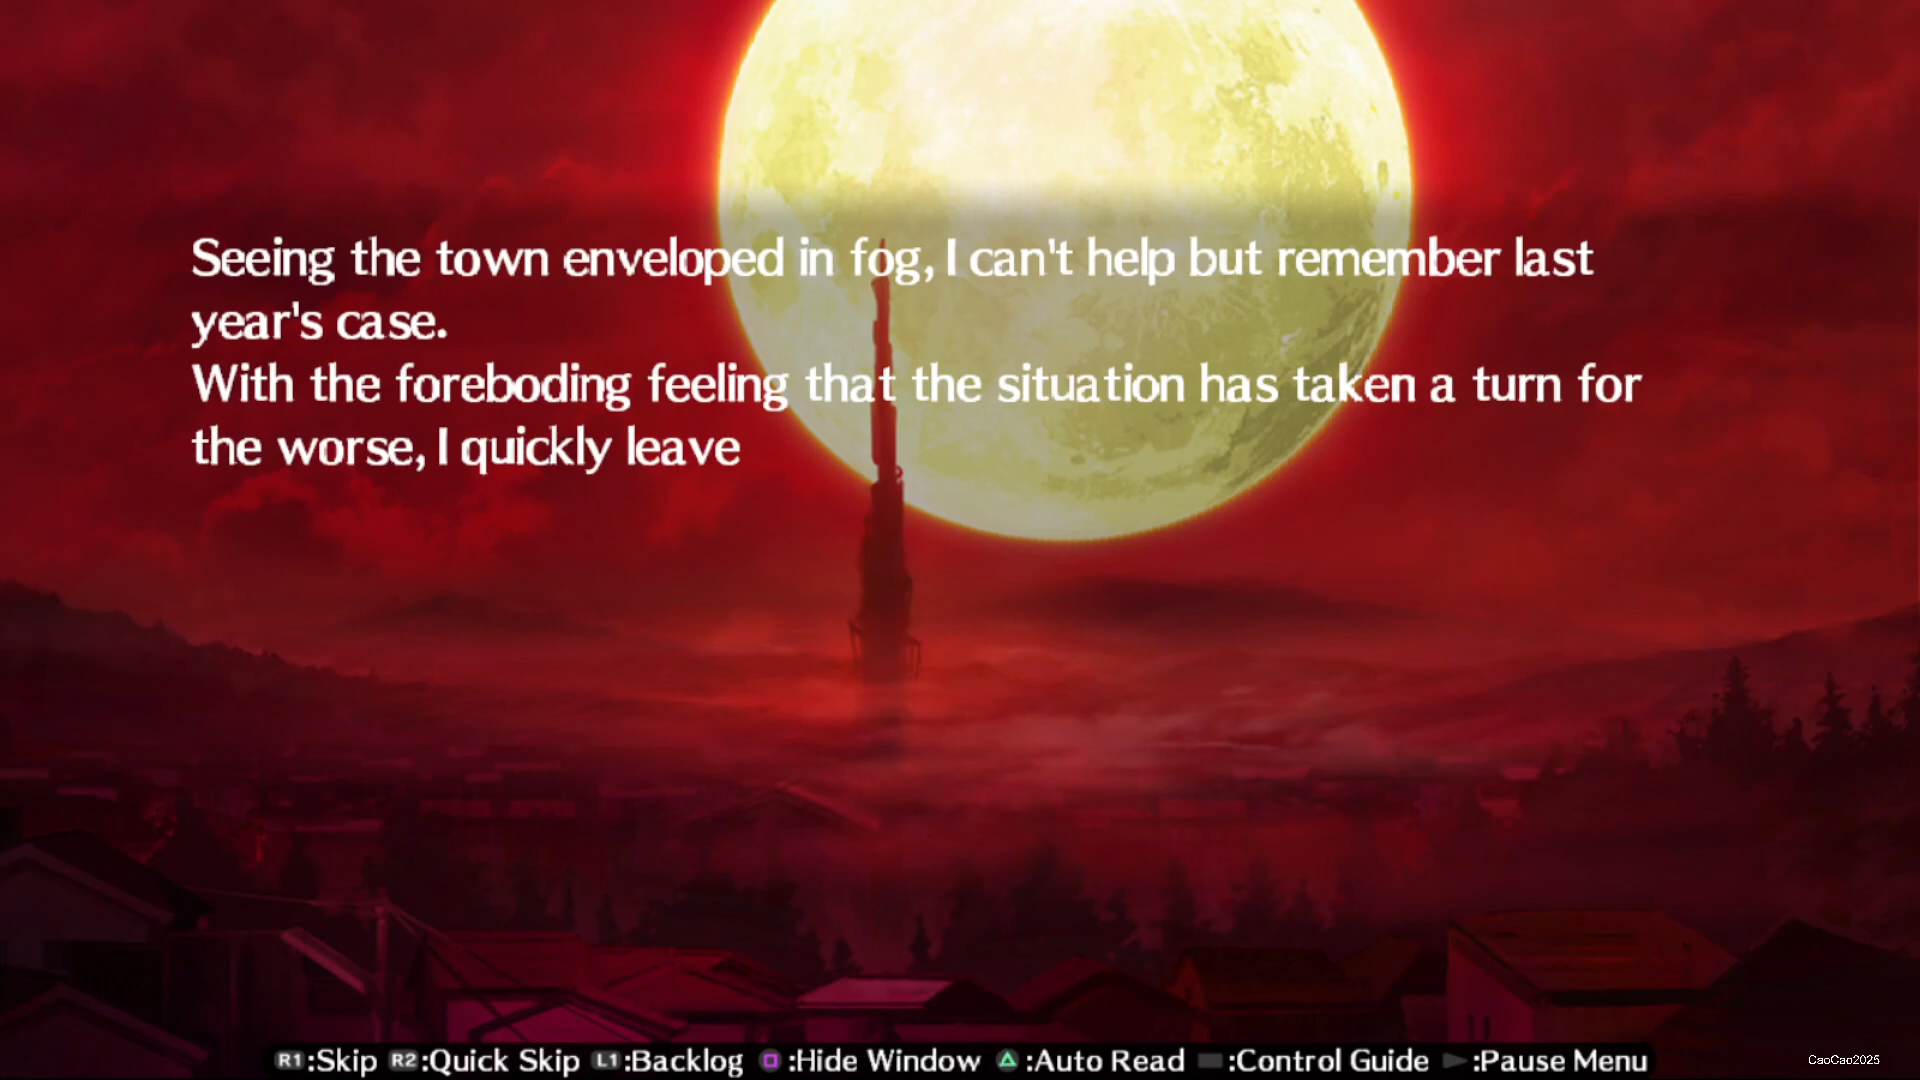 Seeing the town enveloped in fog, I can't help but remember last
year's case.
With the foreboding feeling that the situation has taken a turn for
the worse, I quickly leave
R1:Skip R2:Quick Skip L1:Backlog :Hide Window :Auto Read :Control Guide :Pause Menu
CaoCao2025